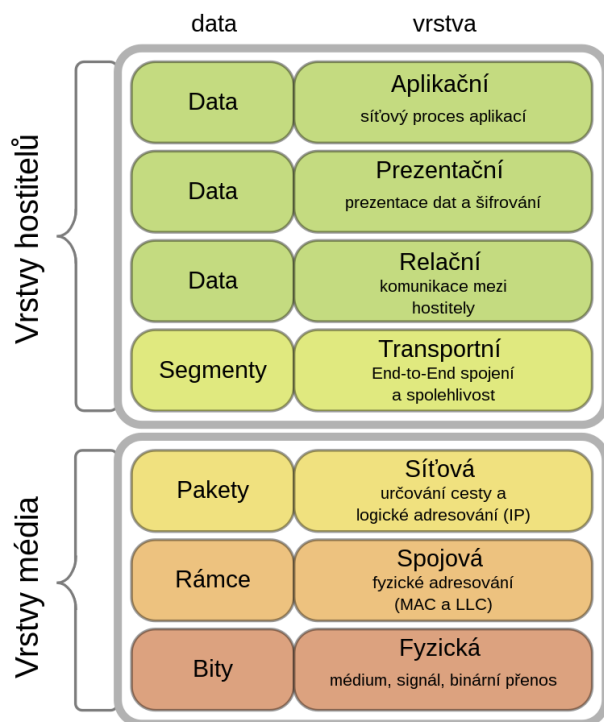 data vrstva
Vrstvy hostitelů
Data
Aplikační
síťový proces aplikací
Data
Prezentační
prezentace dat a šifrování
Data
Relační
komunikace mezi
hostitely
Segmenty
Transportní
End-to-End spojení
a spolehlivost
Vrstvy média
Pakety
Síťová
určování cesty a
logické adresování (IP)
Rámce
Spojová
fyzické adresování
(MAC a LLC)
Bity
Fyzická
médium, signál, binární přenos